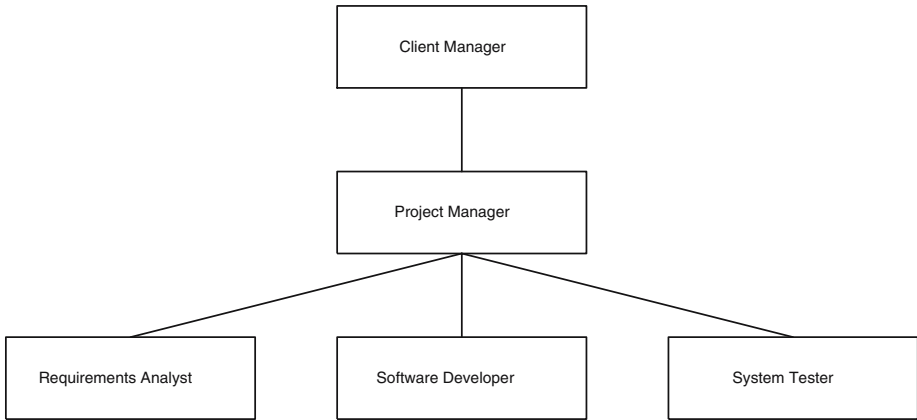 Client Manager
Project Manager
Requirements Analyst
Software Developer
System Tester